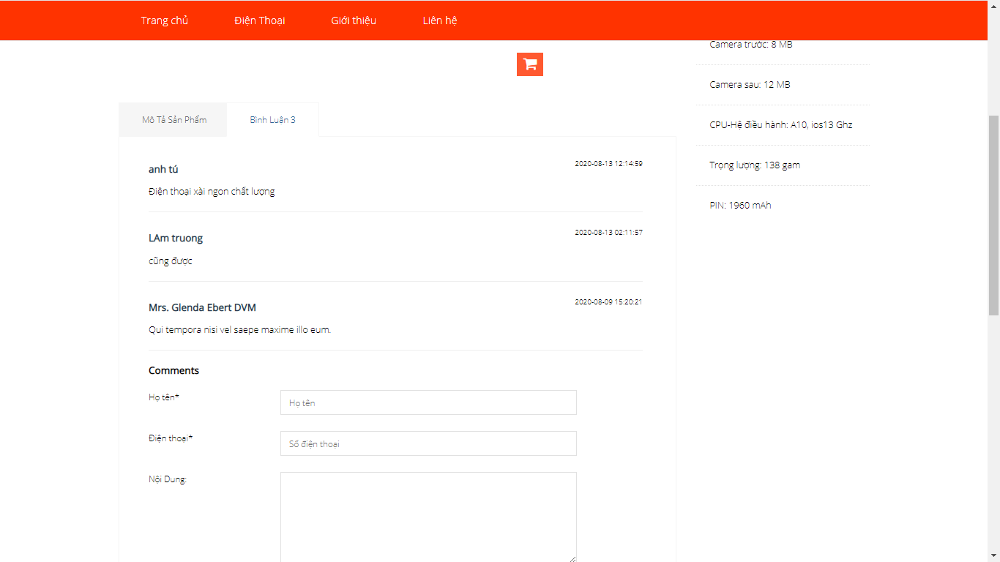 Trang chủ
Điện Thoại
Giới thiệu
Liên hệ
Camera trước: 8 MB
Camera sau: 12 MB
CPU-Hệ điều hành: A10, ios13 Ghz
Trọng lượng: 138 gam
PIN: 1960 mAh
Mô Tả Sản Phẩm
Bình Luận 3
anh tú
2020-08-13 12:14:59
Điện thoại xài ngon chất lượng
LAm truong
2020-08-13 02:11:57
cũng được
Mrs. Glenda Ebert DVM
2020-08-09 15:20:21
Qui tempora nisi vel saepe maxime illo eum.
Comments
Họ tên*
Họ tên
Điện thoại*
Số điện thoại
Nội Dung: